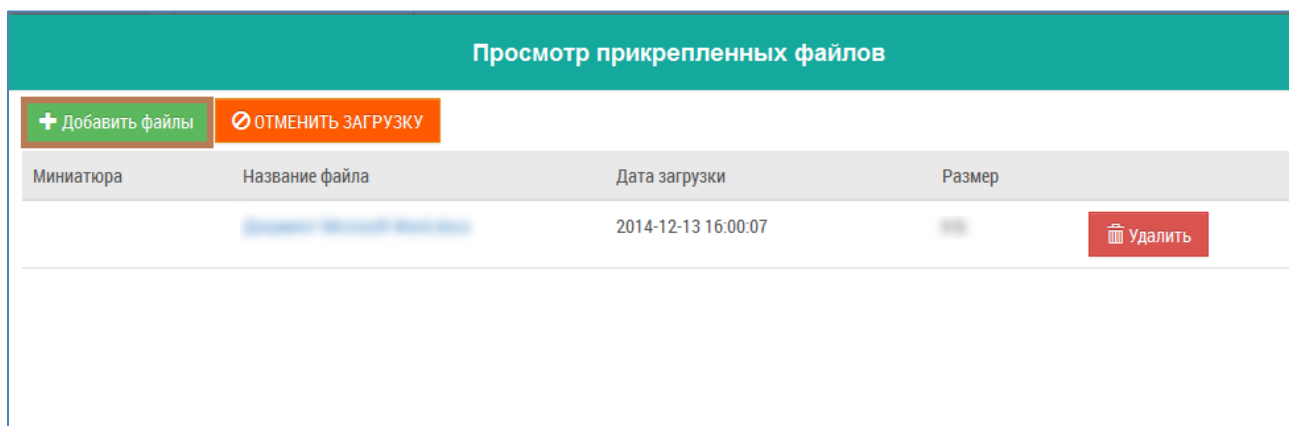 Просмотр прикрепленных файлов
Добавить файлы ОТМЕНИТЬ ЗАГРУЗКУ
Миниатюра Название файла Дата загрузки Размер
2014-12-13 16:00:07 Удалить